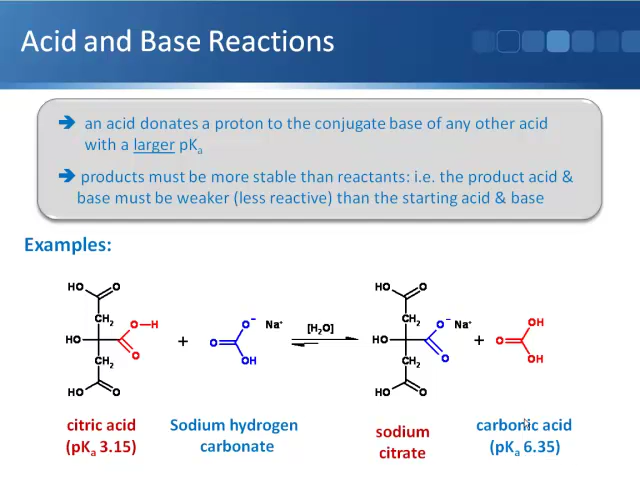 Acid and Base Reactions
➔ an acid donates a proton to the conjugate base of any other acid
with a larger pKa
➔ products must be more stable than reactants: i.e. the product acid &
base must be weaker (less reactive) than the starting acid & base
Examples:
HO O HO O
CH2 O−H O− Na+ [H2O] CH2 O− Na+ OH
HO + O HO + O
CH2 O OH CH2 O OH
HO O HO O
citric acid Sodium hydrogen sodium carbonic acid
(pKa 3.15) carbonate citrate (pKa 6.35)